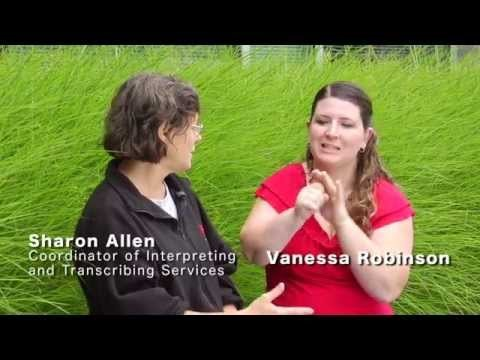 Sharon Allen
Coordinator of Interpreting
and Transcribing Services
Vanessa Robinson